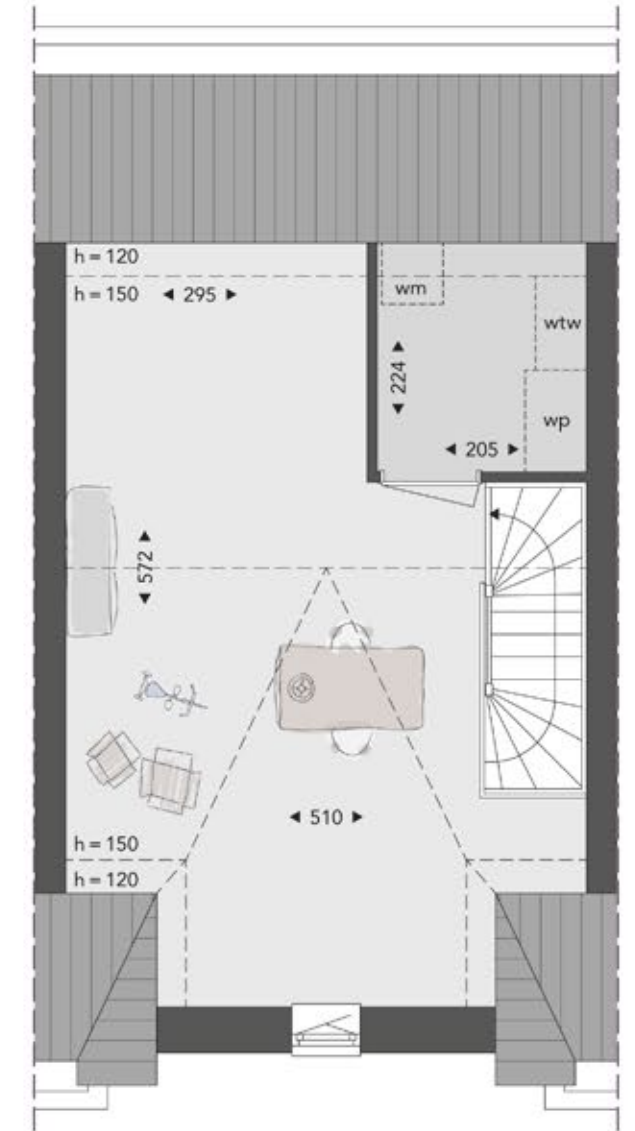 h = 120
h = 150 ◄ 295 ►
wm
wtw
▲ 224 ▼
wp
◄ 205 ►
▲ 572 ▼
◄ 510 ►
h = 150
h = 120